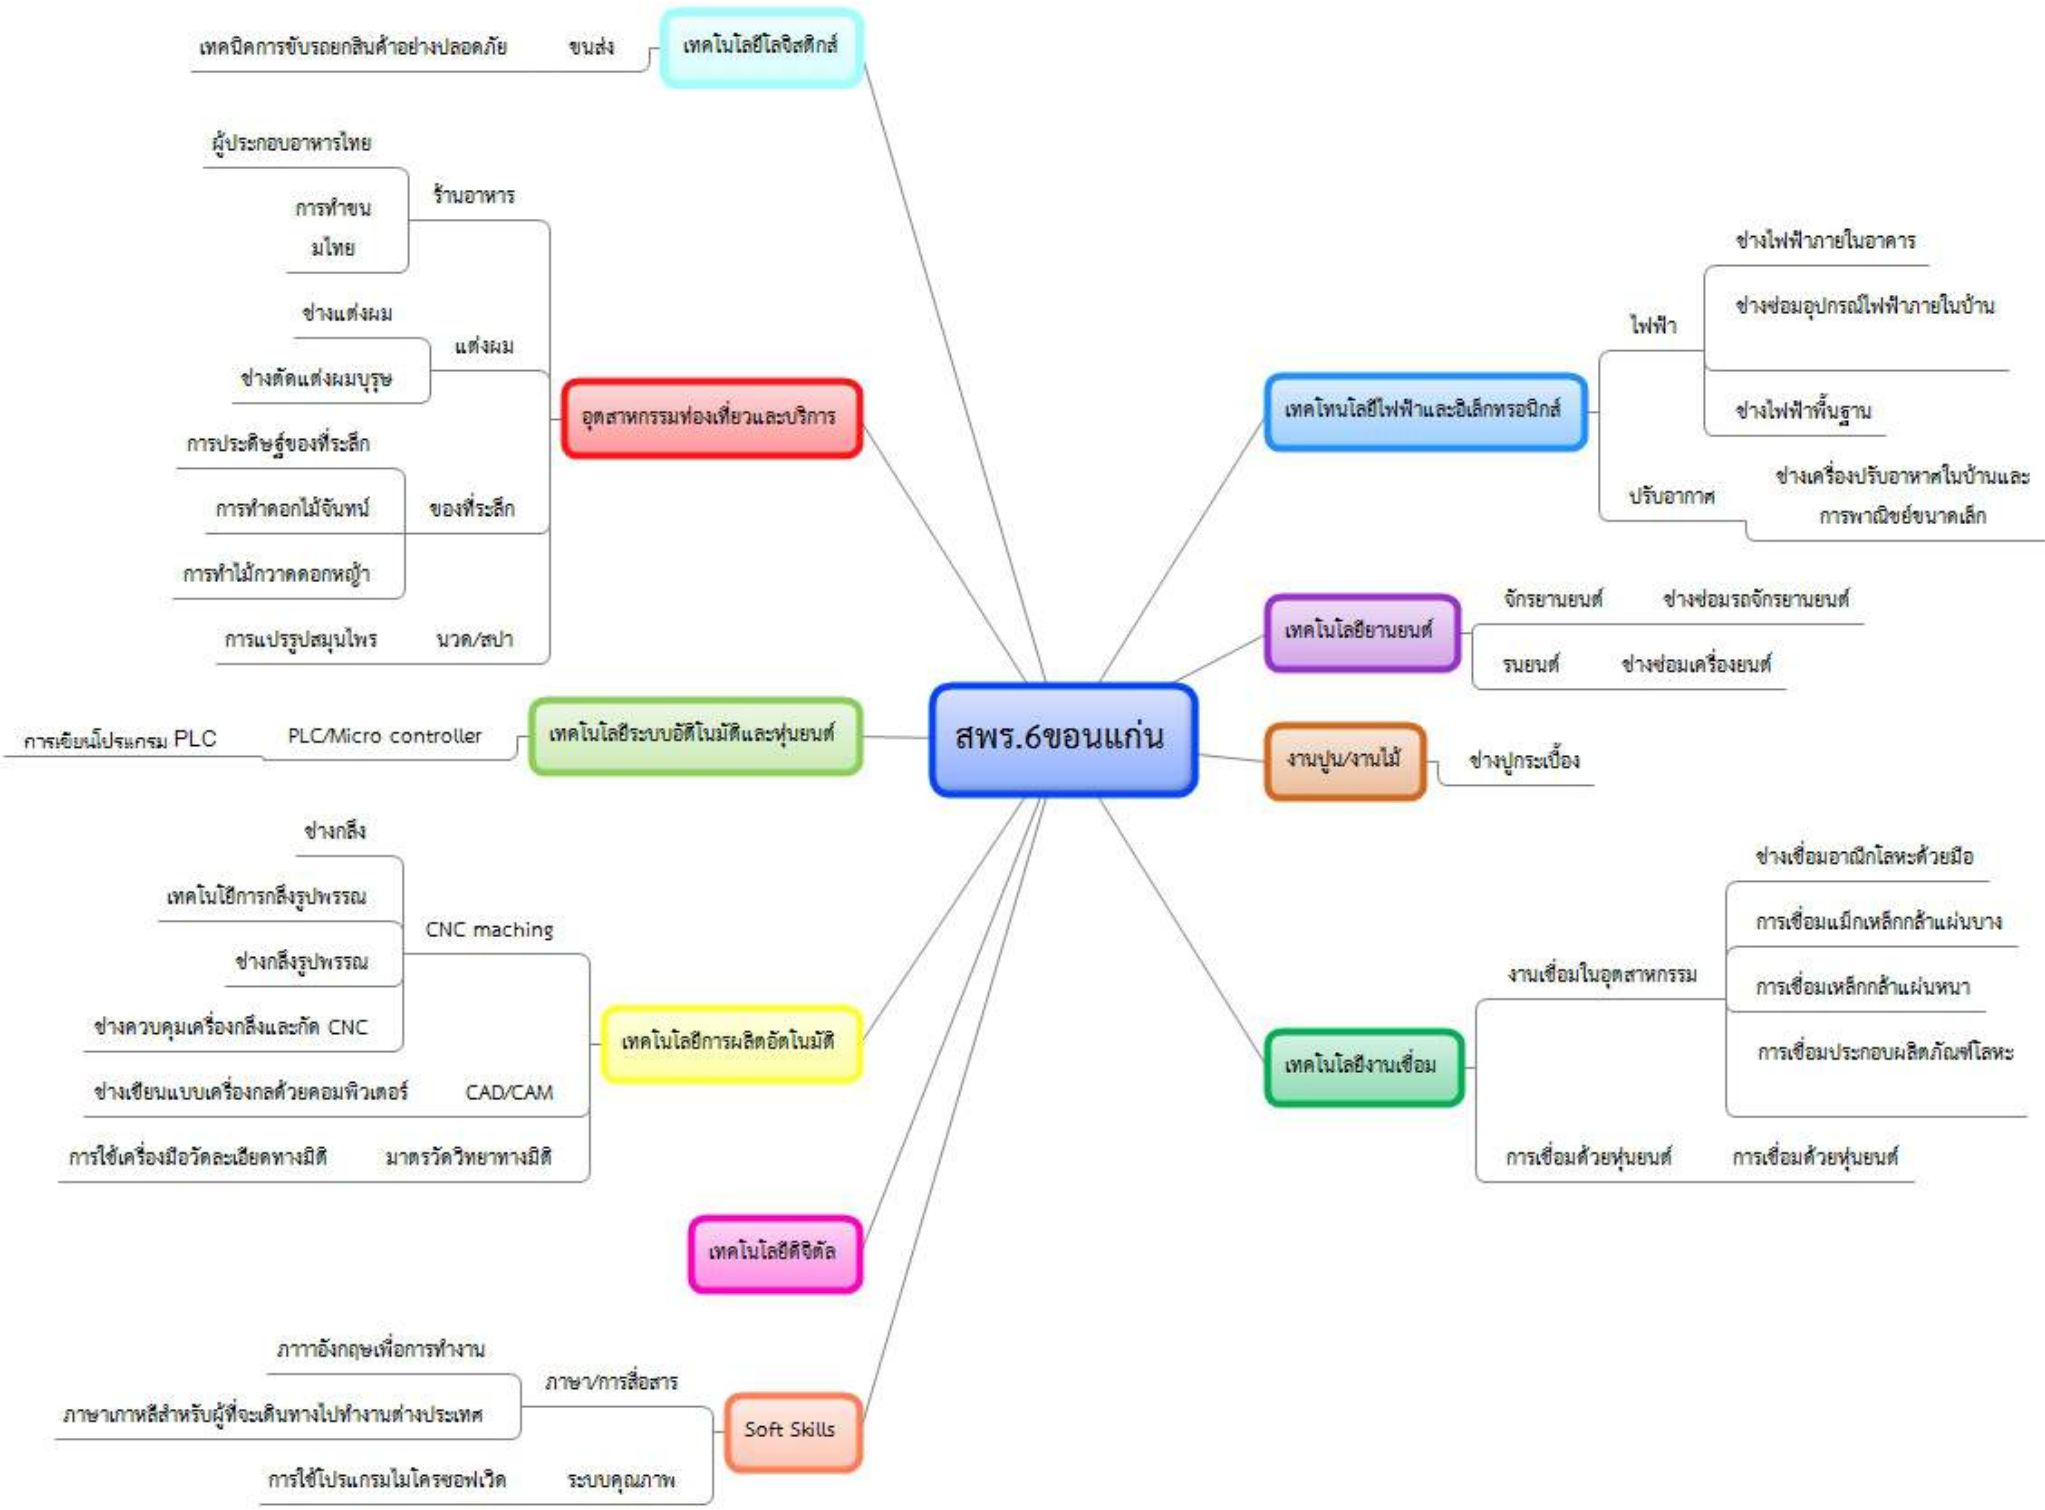 เทคนิคการขับรถยกสินค้าอย่างปลอดภัย ขนส่ง เทคโนโลยีโลจิสติกส์
ผู้ประกอบอาหารไทย
การทำขน
มไทย
ร้านอาหาร
ช่างแต่งผม
ช่างตัดแต่งผมบุรุษ
แต่งผม
การประดิษฐ์ของที่ระลึก
การทำดอกไม้จันทน์
การทำไม้กวาดดอกหญ้า
ของที่ระลึก
การแปรรูปสมุนไพร นวด/สปา
อุตสาหกรรมท่องเที่ยวและบริการ
การเขียนโปรแกรม PLC PLC/Micro controller เทคโนโลยีระบบอัติโนมัติและหุ่นยนต์
ช่างกลึง
เทคโนโยีการกลึงรูปพรรณ
ช่างกลึงรูปพรรณ
ช่างควบคุมเครื่องกลึงและกัด CNC
CNC maching
ช่างเขียนแบบเครื่องกลด้วยคอมพิวเตอร์ CAD/CAM
การใช้เครื่องมือวัดละเอียดทางมิติ มาตรวัดวิทยาทางมิติ
เทคโนโลยีการผลิตอัตโนมัติ
เทคโนโลยีดิจิตัล
ภาาาอังกฤษเพื่อการทำงาน
ภาษาเกาหลีสำหรับผู้ที่จะเดินทางไปทำงานต่างประเทศ
ภาษา/การสื่อสาร
การใช้โปรแกรมไมโครซอฟเวิด ระบบคุณภาพ
Soft Skills
สพร.6ขอนแก่น
เทคโทนโลยีไฟฟ้าและอิเล็กทรอนิกส์
ไฟฟ้า
ช่างไฟฟ้าภายในอาคาร
ช่างซ่อมอุปกรณ์ไฟฟ้าภายในบ้าน
ช่างไฟฟ้าพื้นฐาน
ปรับอากาศ
ช่างเครื่องปรับอาหาศในบ้านและ
การพาณิชย์ขนาดเล็ก
เทคโนโลยียานยนต์
จักรยานยนต์ ช่างซ่อมรถจักรยานยนต์
รนยนต์ ช่างซ่อมเครื่องยนต์
งานปูน/งานไม้ ช่างปูกระเบื้อง
เทคโนโลยีงานเชื่อม
งานเชื่อมในอุตสาหกรรม
ช่างเชื่อมอาณีกโลหะด้วยมือ
การเชื่อมแม็กเหล็กกล้าแผ่นบาง
การเชื่อมเหล็กกล้าแผ่นหนา
การเชื่อมประกอบผลิตภัณฑ์โลหะ
การเชื่อมด้วยหุ่นยนต์ การเชื่อมด้วยหุ่นยนต์